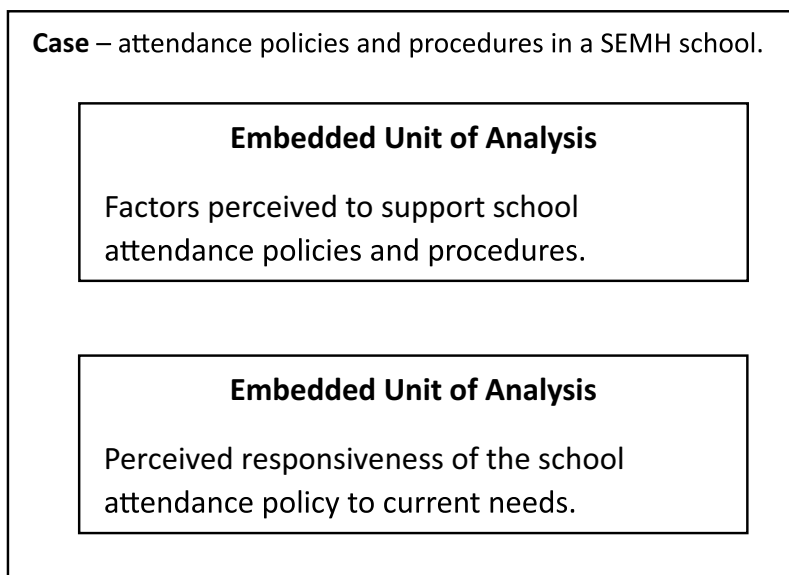 Case – attendance policies and procedures in a SEMH school.
Embedded Unit of Analysis
Factors perceived to support school
attendance policies and procedures.
Embedded Unit of Analysis
Perceived responsiveness of the school
attendance policy to current needs.